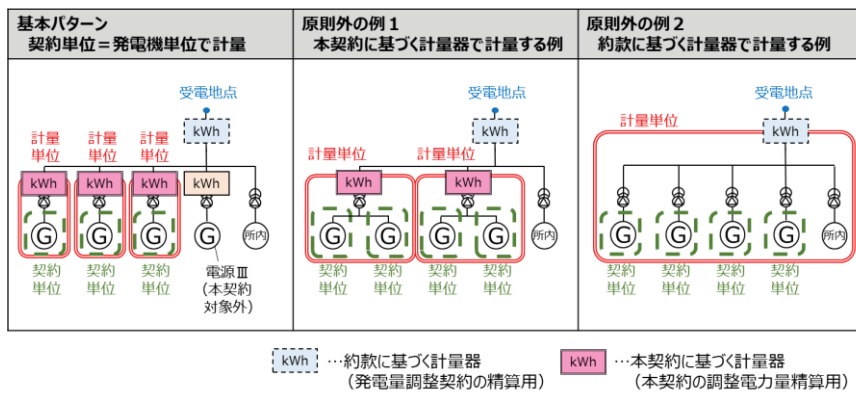 基本パターン
契約単位＝発電機単位で計量
原則外の例１
本契約に基づく計量器で計量する例
原則外の例２
約款に基づく計量器で計量する例
受電地点
kWh
計量
単位
計量
単位
計量
単位
kWh
kWh
kWh
kWh
G
G
G
G
所内
契約
単位
契約
単位
契約
単位
電源Ⅲ
（本契約
対象外）
受電地点
kWh
計量単位
計量単位
kWh
kWh
G
G
G
G
所内
契約
単位
契約
単位
契約
単位
契約
単位
受電地点
計量単位
kWh
G
G
G
G
所内
契約
単位
契約
単位
契約
単位
契約
単位
kWh …約款に基づく計量器
（発電量調整契約の精算用）
kWh …本契約に基づく計量器
（本契約の調整電力量精算用）